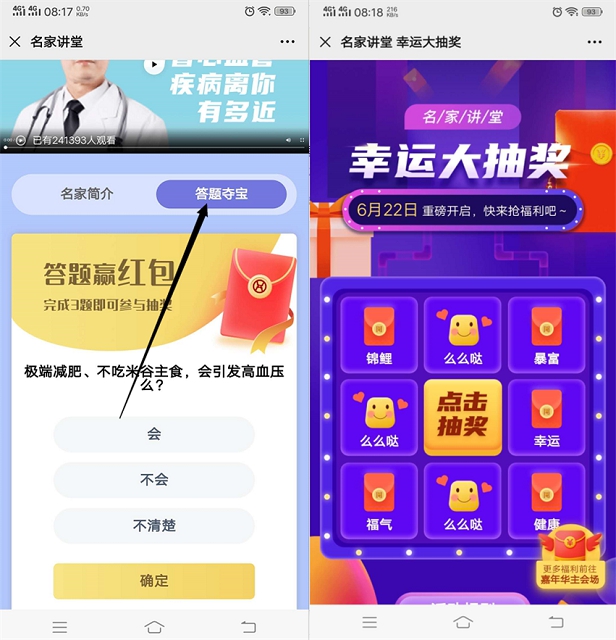 4G 4G 08:17 0.70 KB/s 93
名家讲堂
管心血管
疾病离你
有多近
已有241393人观看
名家简介
答题夺宝
答题赢红包
完成3题即可参与抽奖
极端减肥、不吃米谷主食，会引发高血压
么？
会
不会
不清楚
确定
4G 4G 08:18 216 KB/s 93
名家讲堂 幸运大抽奖
名/家/讲/堂
幸运大抽奖
6月22日 重磅开启，快来抢福利吧~
锦鲤
么么哒
暴富
么么哒
点击
抽奖
幸运
福气
么么哒
健康
更多福利前往
嘉年华主会场